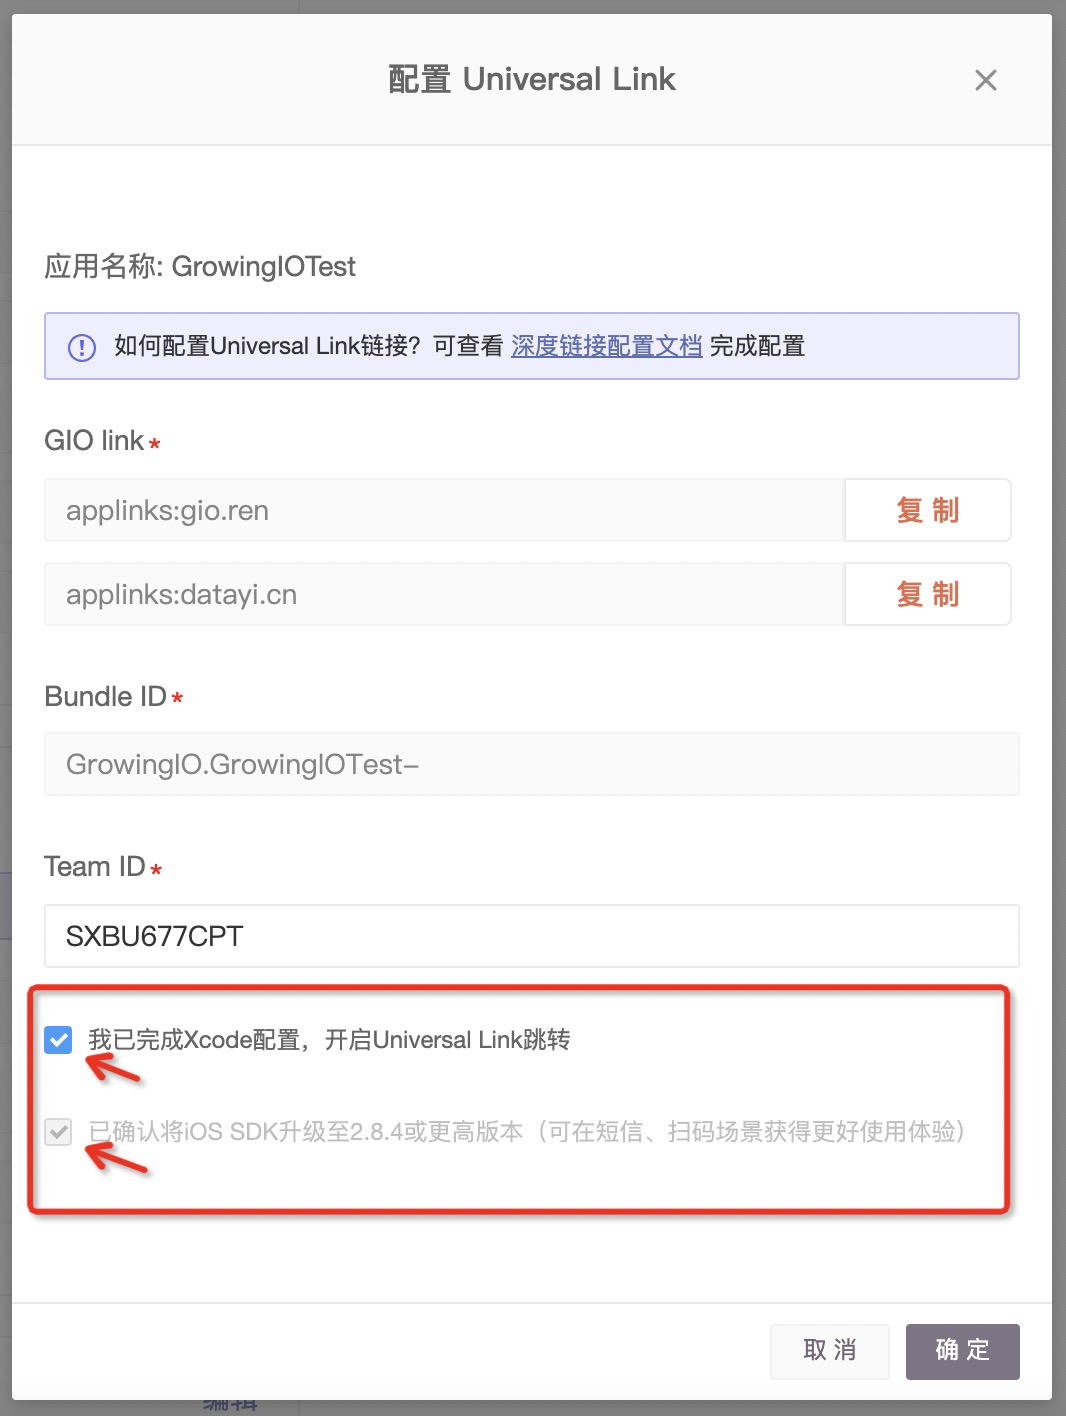 配置 Universal Link
应用名称: GrowingIOTest
如何配置Universal Link链接？可查看 深度链接配置文档 完成配置
GIO link*
applinks:gio.ren
复 制
applinks:datayi.cn
复 制
Bundle ID*
GrowingIO.GrowingIOTest-
Team ID*
SXBU677CPT
我已完成Xcode配置，开启Universal Link跳转
已确认将iOS SDK升级至2.8.4或更高版本（可在短信、扫码场景获得更好使用体验）
取 消
确 定
编辑